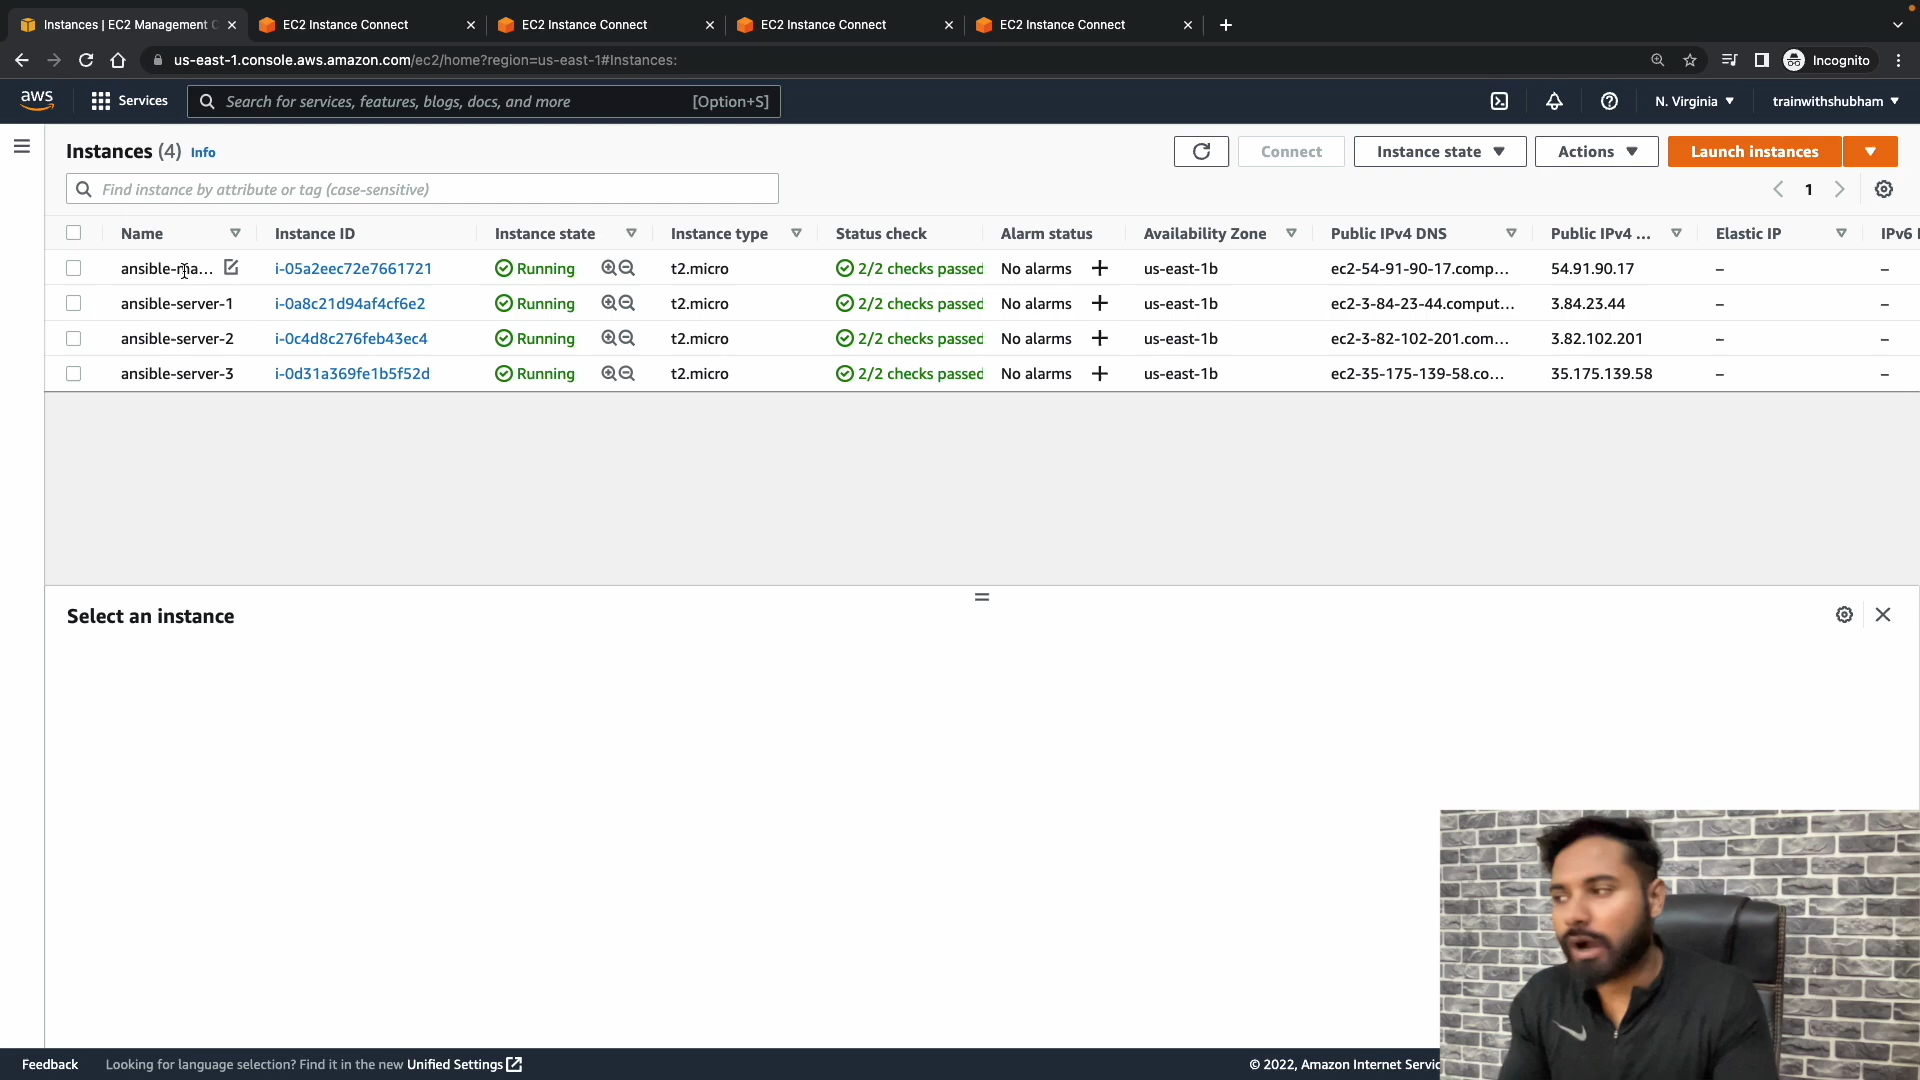 Instances | EC2 Management C
EC2 Instance Connect
EC2 Instance Connect
EC2 Instance Connect
EC2 Instance Connect
us-east-1.console.aws.amazon.com/ec2/home?region=us-east-1#Instances:
Incognito
aws
Services
Search for services, features, blogs, docs, and more
[Option+S]
N. Virginia
trainwithshubham
Instances (4) Info
Connect
Instance state
Actions
Launch instances
Find instance by attribute or tag (case-sensitive)
1
Name Instance ID Instance state Instance type Status check Alarm status Availability Zone Public IPv4 DNS Public IPv4 ... Elastic IP IPv6 I
ansible-ma... i-05a2eec72e7661721 Running t2.micro 2/2 checks passed No alarms + us-east-1b ec2-54-91-90-17.comp... 54.91.90.17 – –
ansible-server-1 i-0a8c21d94af4cf6e2 Running t2.micro 2/2 checks passed No alarms + us-east-1b ec2-3-84-23-44.comput... 3.84.23.44 – –
ansible-server-2 i-0c4d8c276feb43ec4 Running t2.micro 2/2 checks passed No alarms + us-east-1b ec2-3-82-102-201.com... 3.82.102.201 – –
ansible-server-3 i-0d31a369fe1b5f52d Running t2.micro 2/2 checks passed No alarms + us-east-1b ec2-35-175-139-58.co... 35.175.139.58 – –
Select an instance
Feedback
Looking for language selection? Find it in the new Unified Settings
© 2022, Amazon Internet Servic